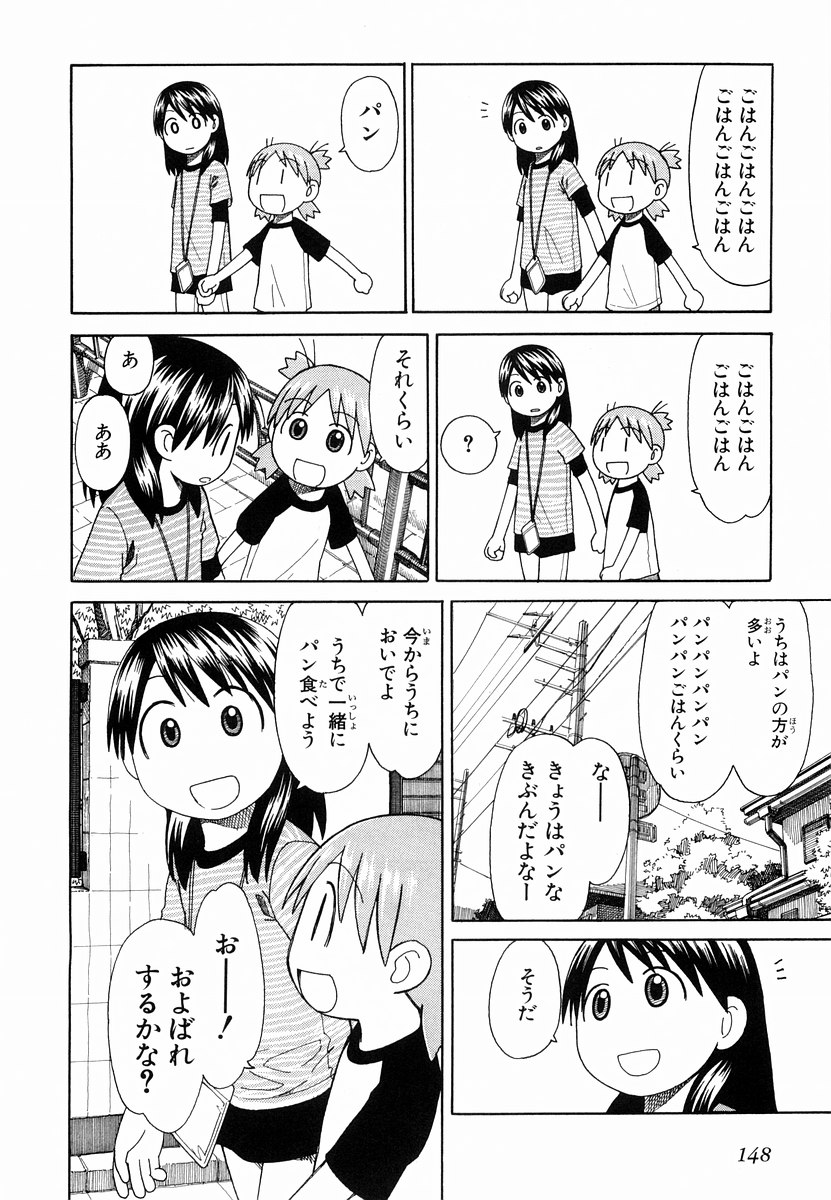 ごはんごはんごはん
ごはんごはんごはん
パン
ごはんごはん
ごはんごはん
？
それくらい
あ
ああ
うちはパンの方が
多いよ
パンパンパンパン
パンパンごはんくらい
なー
きょうはパンな
きぶんだよなー
そうだ
今からうちに
おいでよ
うちで一緒に
パン食べよう
おー！
およばれ
するかな？
148